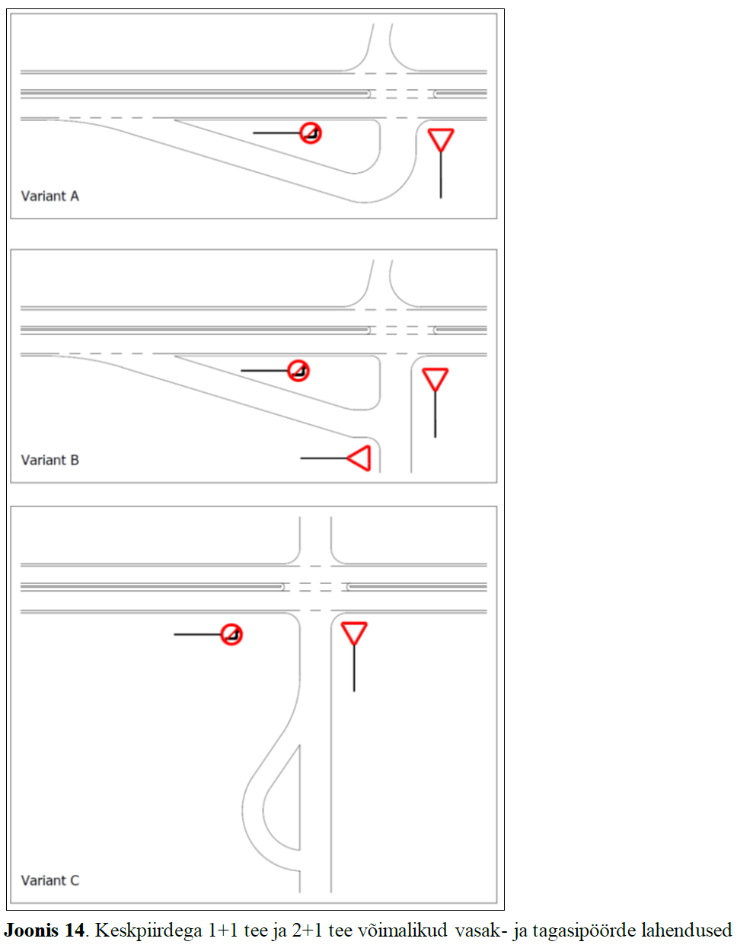 Variant A
Variant B
Variant C
Joonis 14. Keskpiirdega 1+1 tee ja 2+1 tee võimalikud vasak- ja tagasipöörde lahendused